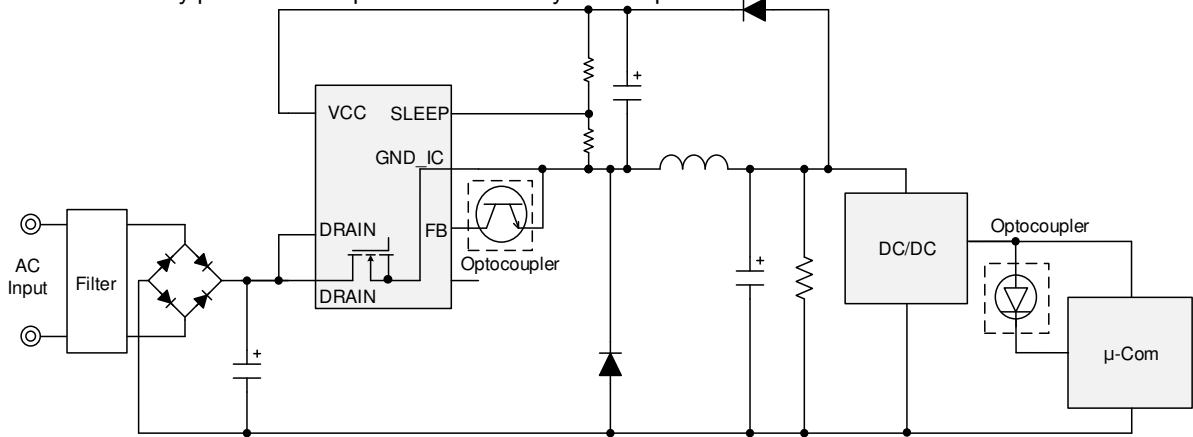 VCC
SLEEP
GND_IC
DRAIN
FB
Optocoupler
DRAIN
AC
Input
Filter
+
+
+
DC/DC
Optocoupler
µ-Com